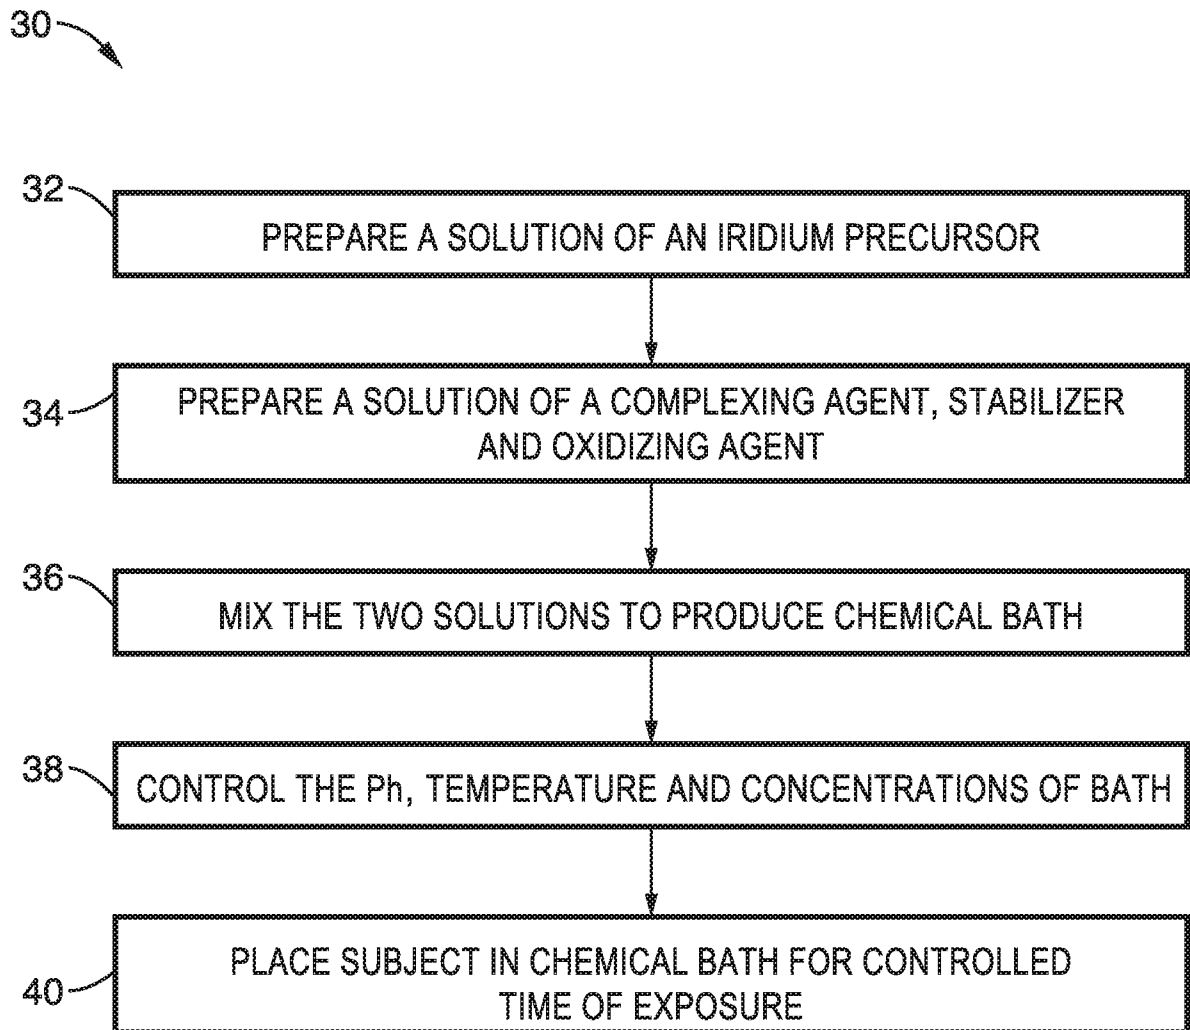 30
32
PREPARE A SOLUTION OF AN IRIDIUM PRECURSOR
34
PREPARE A SOLUTION OF A COMPLEXING AGENT, STABILIZER
AND OXIDIZING AGENT
36
MIX THE TWO SOLUTIONS TO PRODUCE CHEMICAL BATH
38
CONTROL THE Ph, TEMPERATURE AND CONCENTRATIONS OF BATH
40
PLACE SUBJECT IN CHEMICAL BATH FOR CONTROLLED
TIME OF EXPOSURE